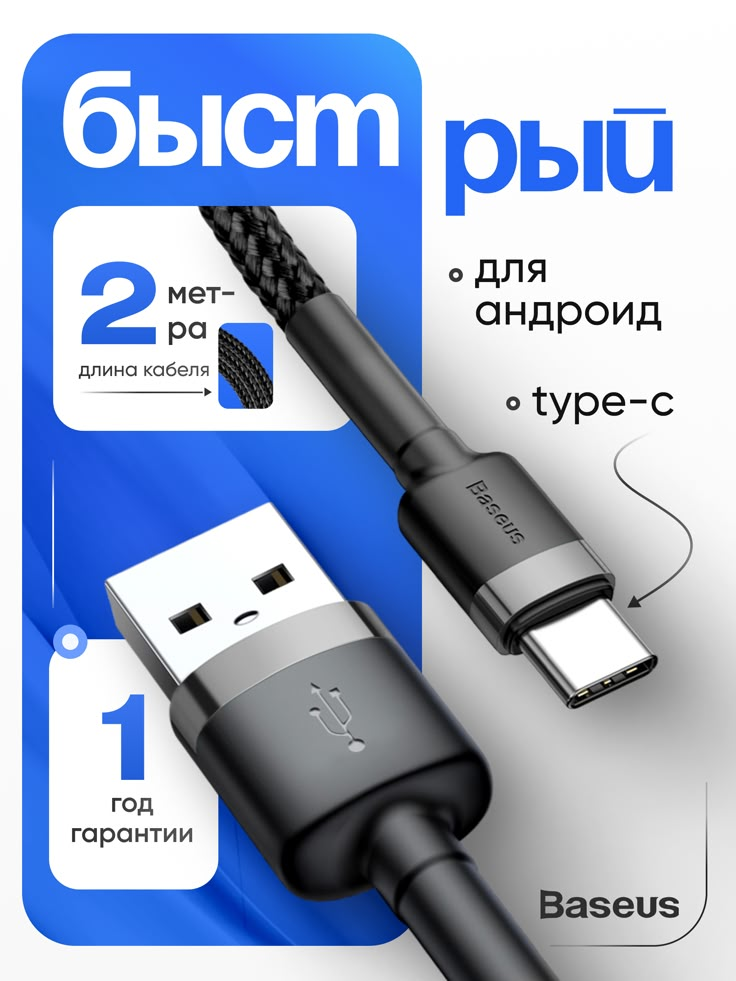 быст
рый
2 мет-
ра
длина кабеля
для
андроид
type-c
Baseus
1
год
гарантии
Baseus